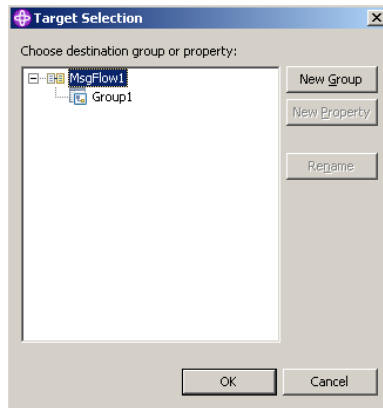 Target Selection
Choose destination group or property:
MsgFlow1
Group1
New Group
New Property
Rename
OK
Cancel